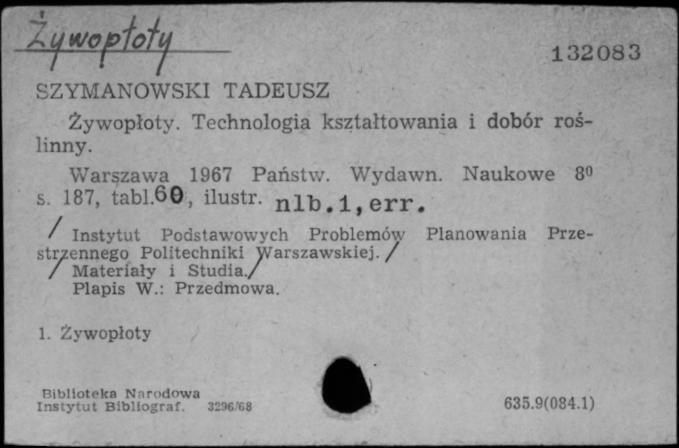 Żywopłoty
132083
SZYMANOWSKI TADEUSZ
Żywopłoty. Technologia kształtowania i dobór roś-
linny.
Warszawa 1967 Państw. Wydawn. Naukowe 8⁰
s. 187, tabl.60, ilustr. nlb.1, err.
/ Instytut Podstawowych Problemów Planowania Prze-
strzennego Politechniki Warszawskiej. /
/ Materiały i Studia./
Plapis W.: Przedmowa.
1. Żywopłoty
Biblioteka Narodowa
Instytut Bibliograf. 3296/68
635.9(084.1)